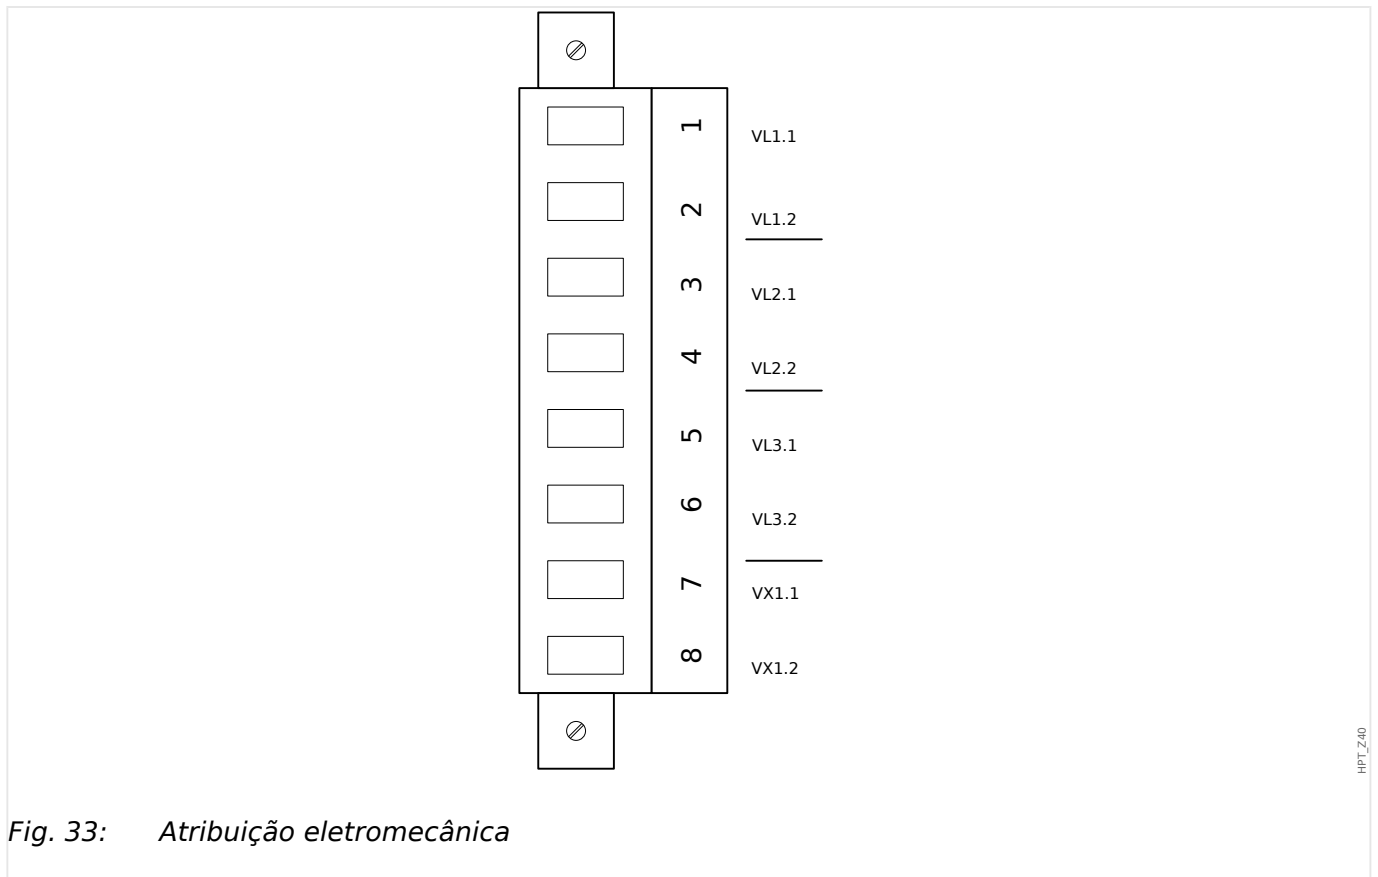 1 VL1.1
2 VL1.2
3 VL2.1
4 VL2.2
5 VL3.1
6 VL3.2
7 VX1.1
8 VX1.2
HPT_Z40
Fig. 33: Atribuição eletromecânica